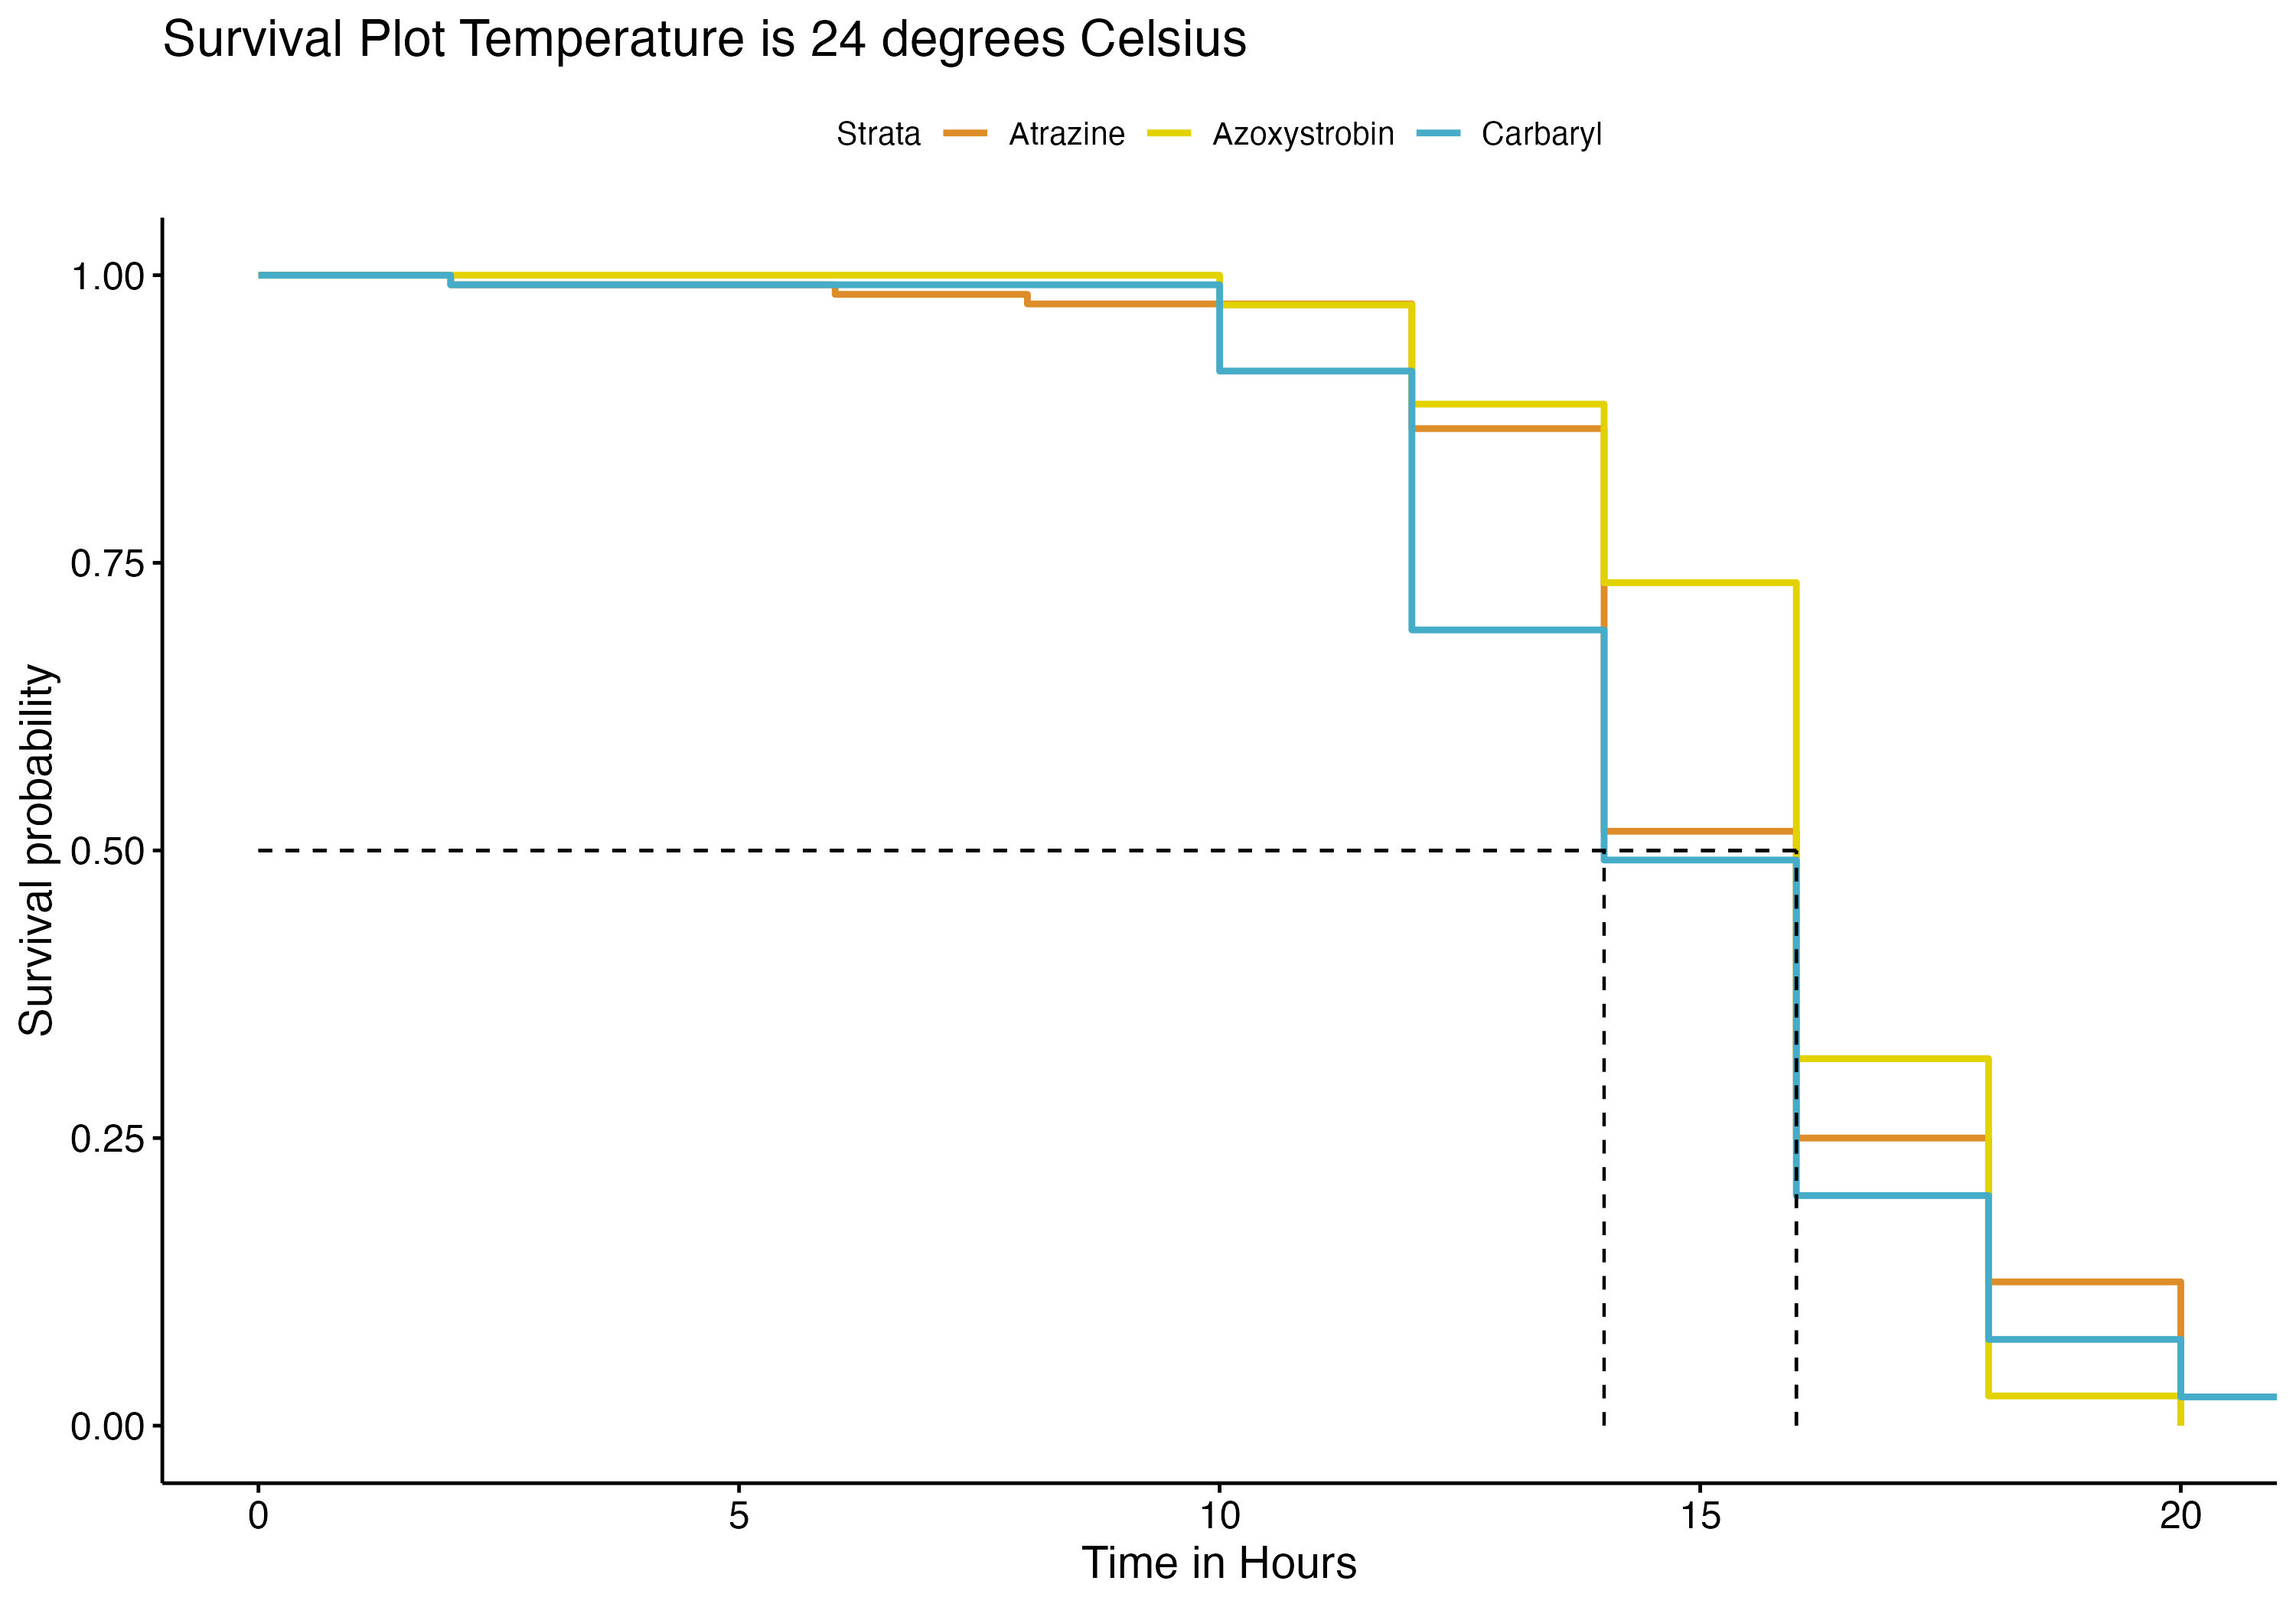 Survival Plot Temperature is 24 degrees Celsius
Strata Atrazine Azoxystrobin Carbaryl
1.00
0.75
0.50
0.25
0.00
Survival probability
0 5 10 15 20
Time in Hours